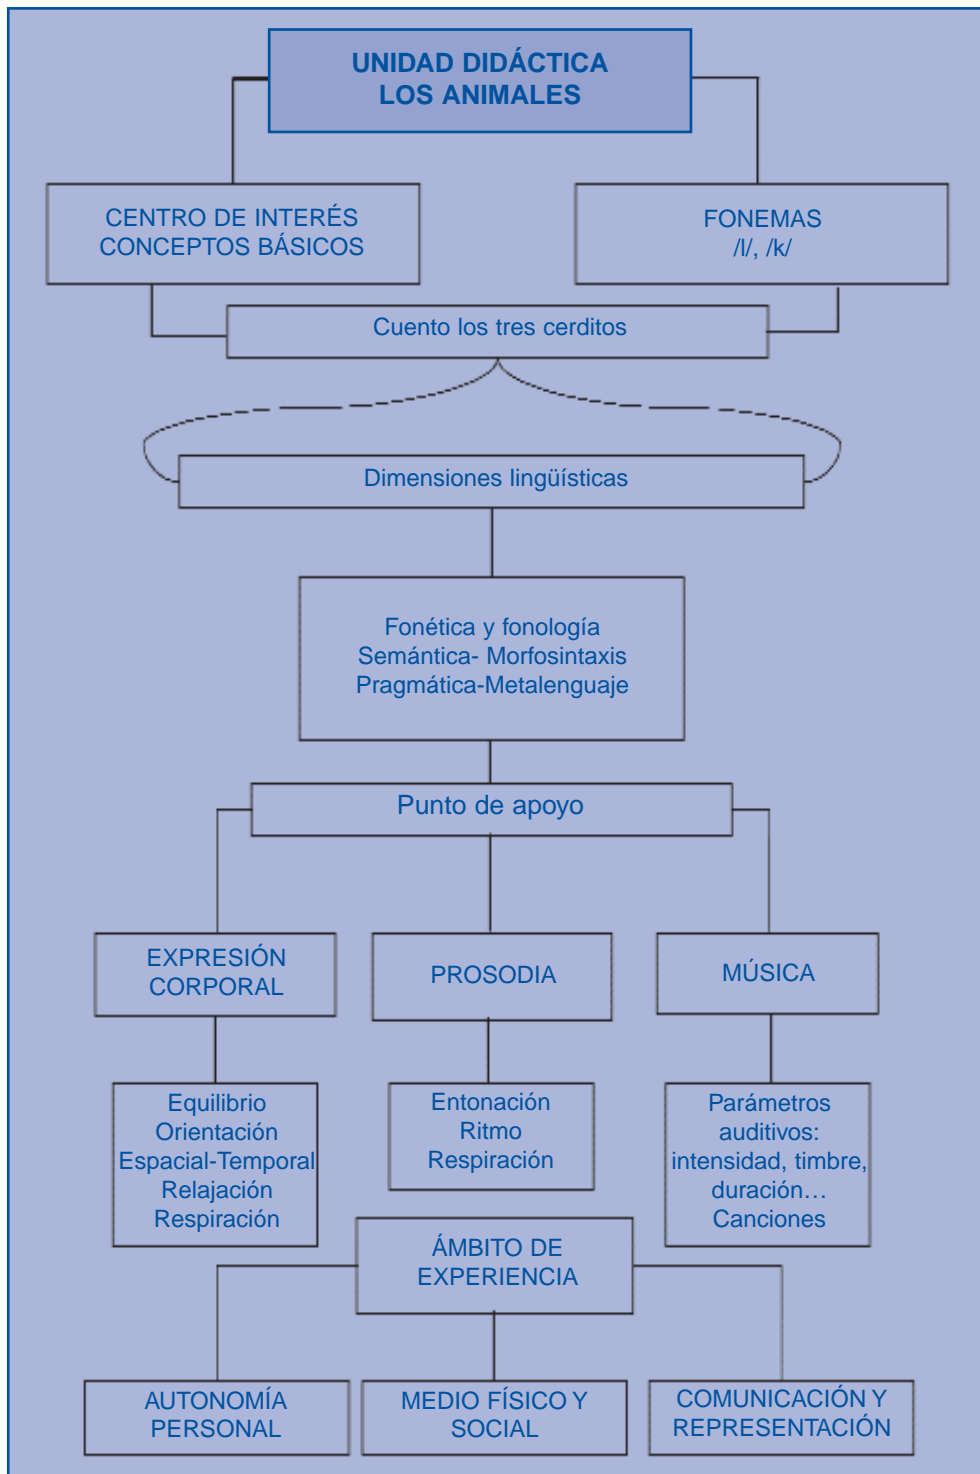 UNIDAD DIDÁCTICA
LOS ANIMALES
CENTRO DE INTERÉS
CONCEPTOS BÁSICOS
FONEMAS
/l/, /k/
Cuento los tres cerditos
Dimensiones lingüísticas
Fonética y fonología
Semántica- Morfosintaxis
Pragmática-Metalenguaje
Punto de apoyo
EXPRESIÓN
CORPORAL
PROSODIA
MÚSICA
Equilibrio
Orientación
Espacial-Temporal
Relajación
Respiración
Entonación
Ritmo
Respiración
Parámetros
auditivos:
intensidad, timbre,
duración…
Canciones
ÁMBITO DE
EXPERIENCIA
AUTONOMÍA
PERSONAL
MEDIO FÍSICO Y
SOCIAL
COMUNICACIÓN Y
REPRESENTACIÓN